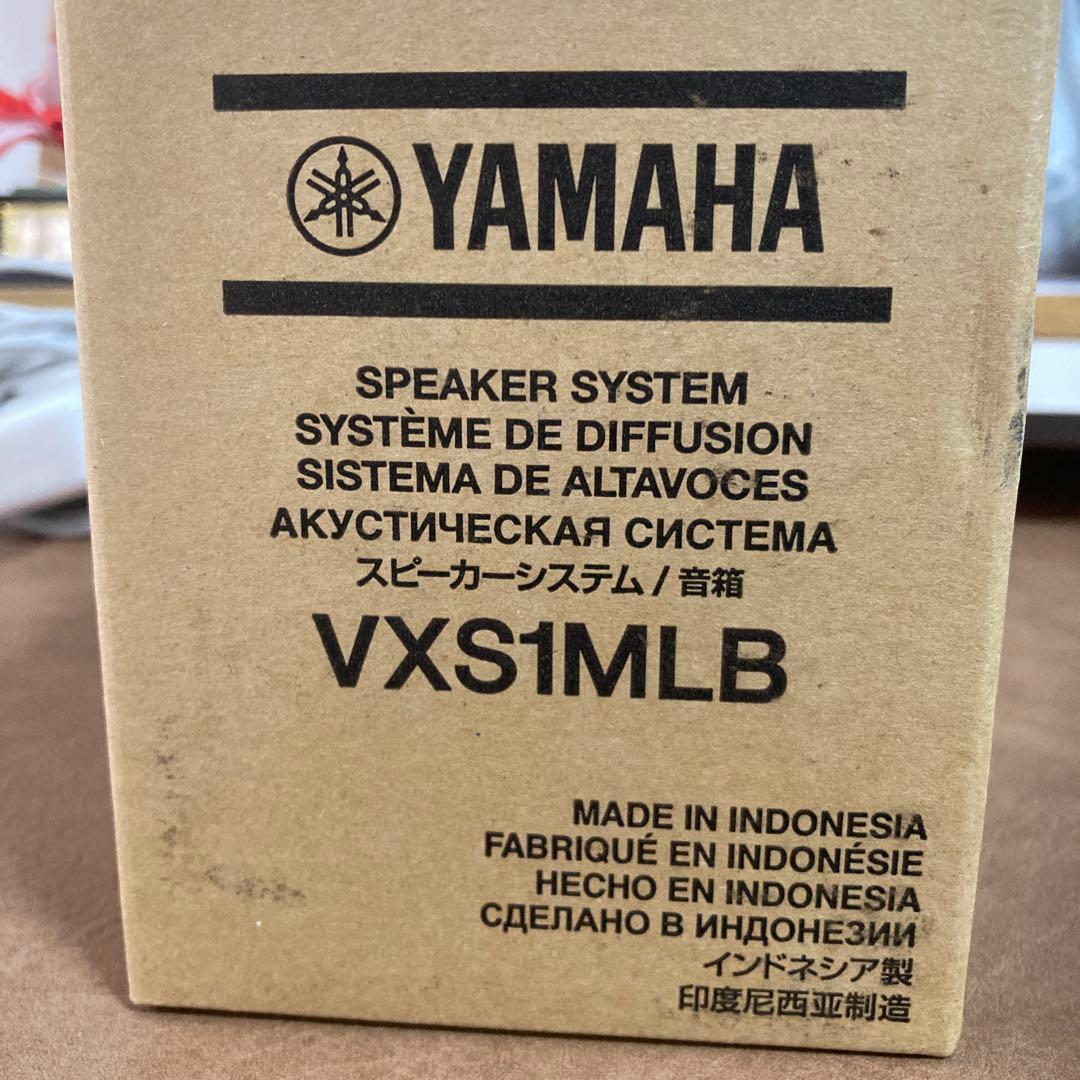 YAMAHA
SPEAKER SYSTEM
SYSTÈME DE DIFFUSION
SISTEMA DE ALTAVOCES
АКУСТИЧЕСКАЯ СИСТЕМА
スピーカーシステム / 音箱
VXS1MLB
MADE IN INDONESIA
FABRIQUÉ EN INDONÉSIE
HECHO EN INDONESIA
СДЕЛАНО В ИНДОНЕЗИИ
インドネシア製
印度尼西亚制造